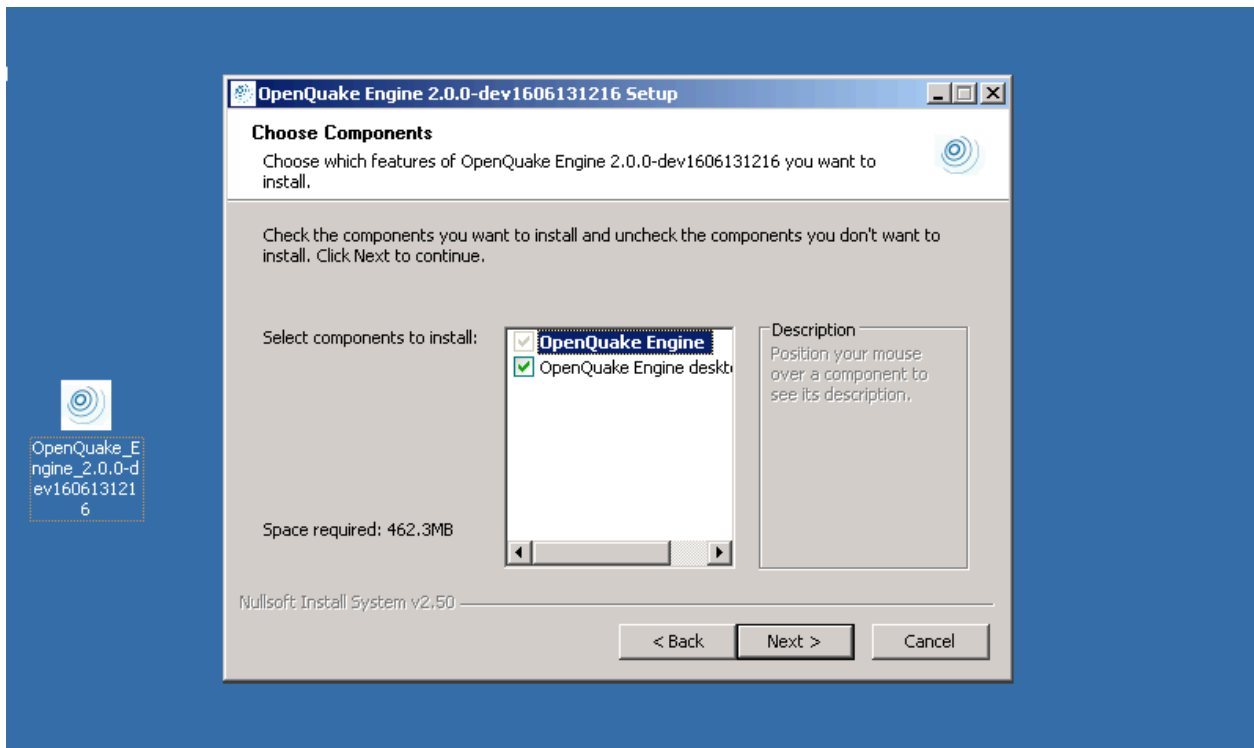 OpenQuake Engine 2.0.0-dev1606131216 Setup
Choose Components
Choose which features of OpenQuake Engine 2.0.0-dev1606131216 you want to
install.
Check the components you want to install and uncheck the components you don't want to
install. Click Next to continue.
Select components to install:
OpenQuake Engine
OpenQuake Engine deskto
Description
Position your mouse
over a component to
see its description.
Space required: 462.3MB
Nullsoft Install System v2.50
< Back
Next >
Cancel
OpenQuake_E
ngine_2.0.0-d
ev160613121
6